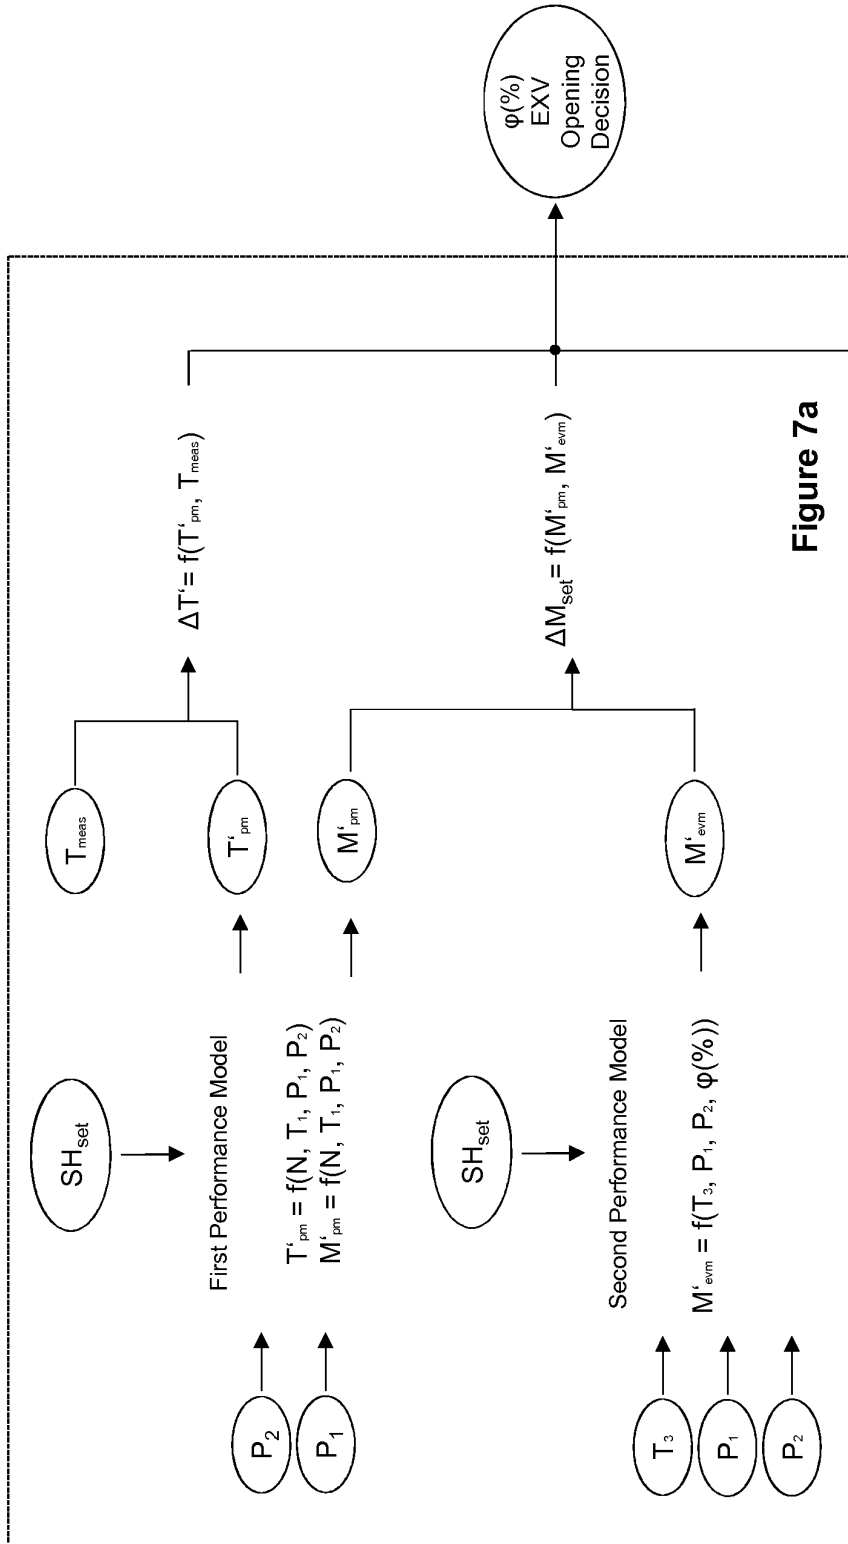 SHset
P2
P1
First Performance Model
T‘pm = f(N, T1, P1, P2)
M‘pm = f(N, T1, P1, P2)
Tmeas
T‘pm
M‘pm
ΔT‘= f(T‘pm, Tmeas)
SHset
T3
P1
P2
Second Performance Model
M‘evm = f(T3, P1, P2, φ(%))
M‘evm
ΔMset= f(M‘pm, M‘evm)
φ(%)
EXV
Opening
Decision
Figure 7a